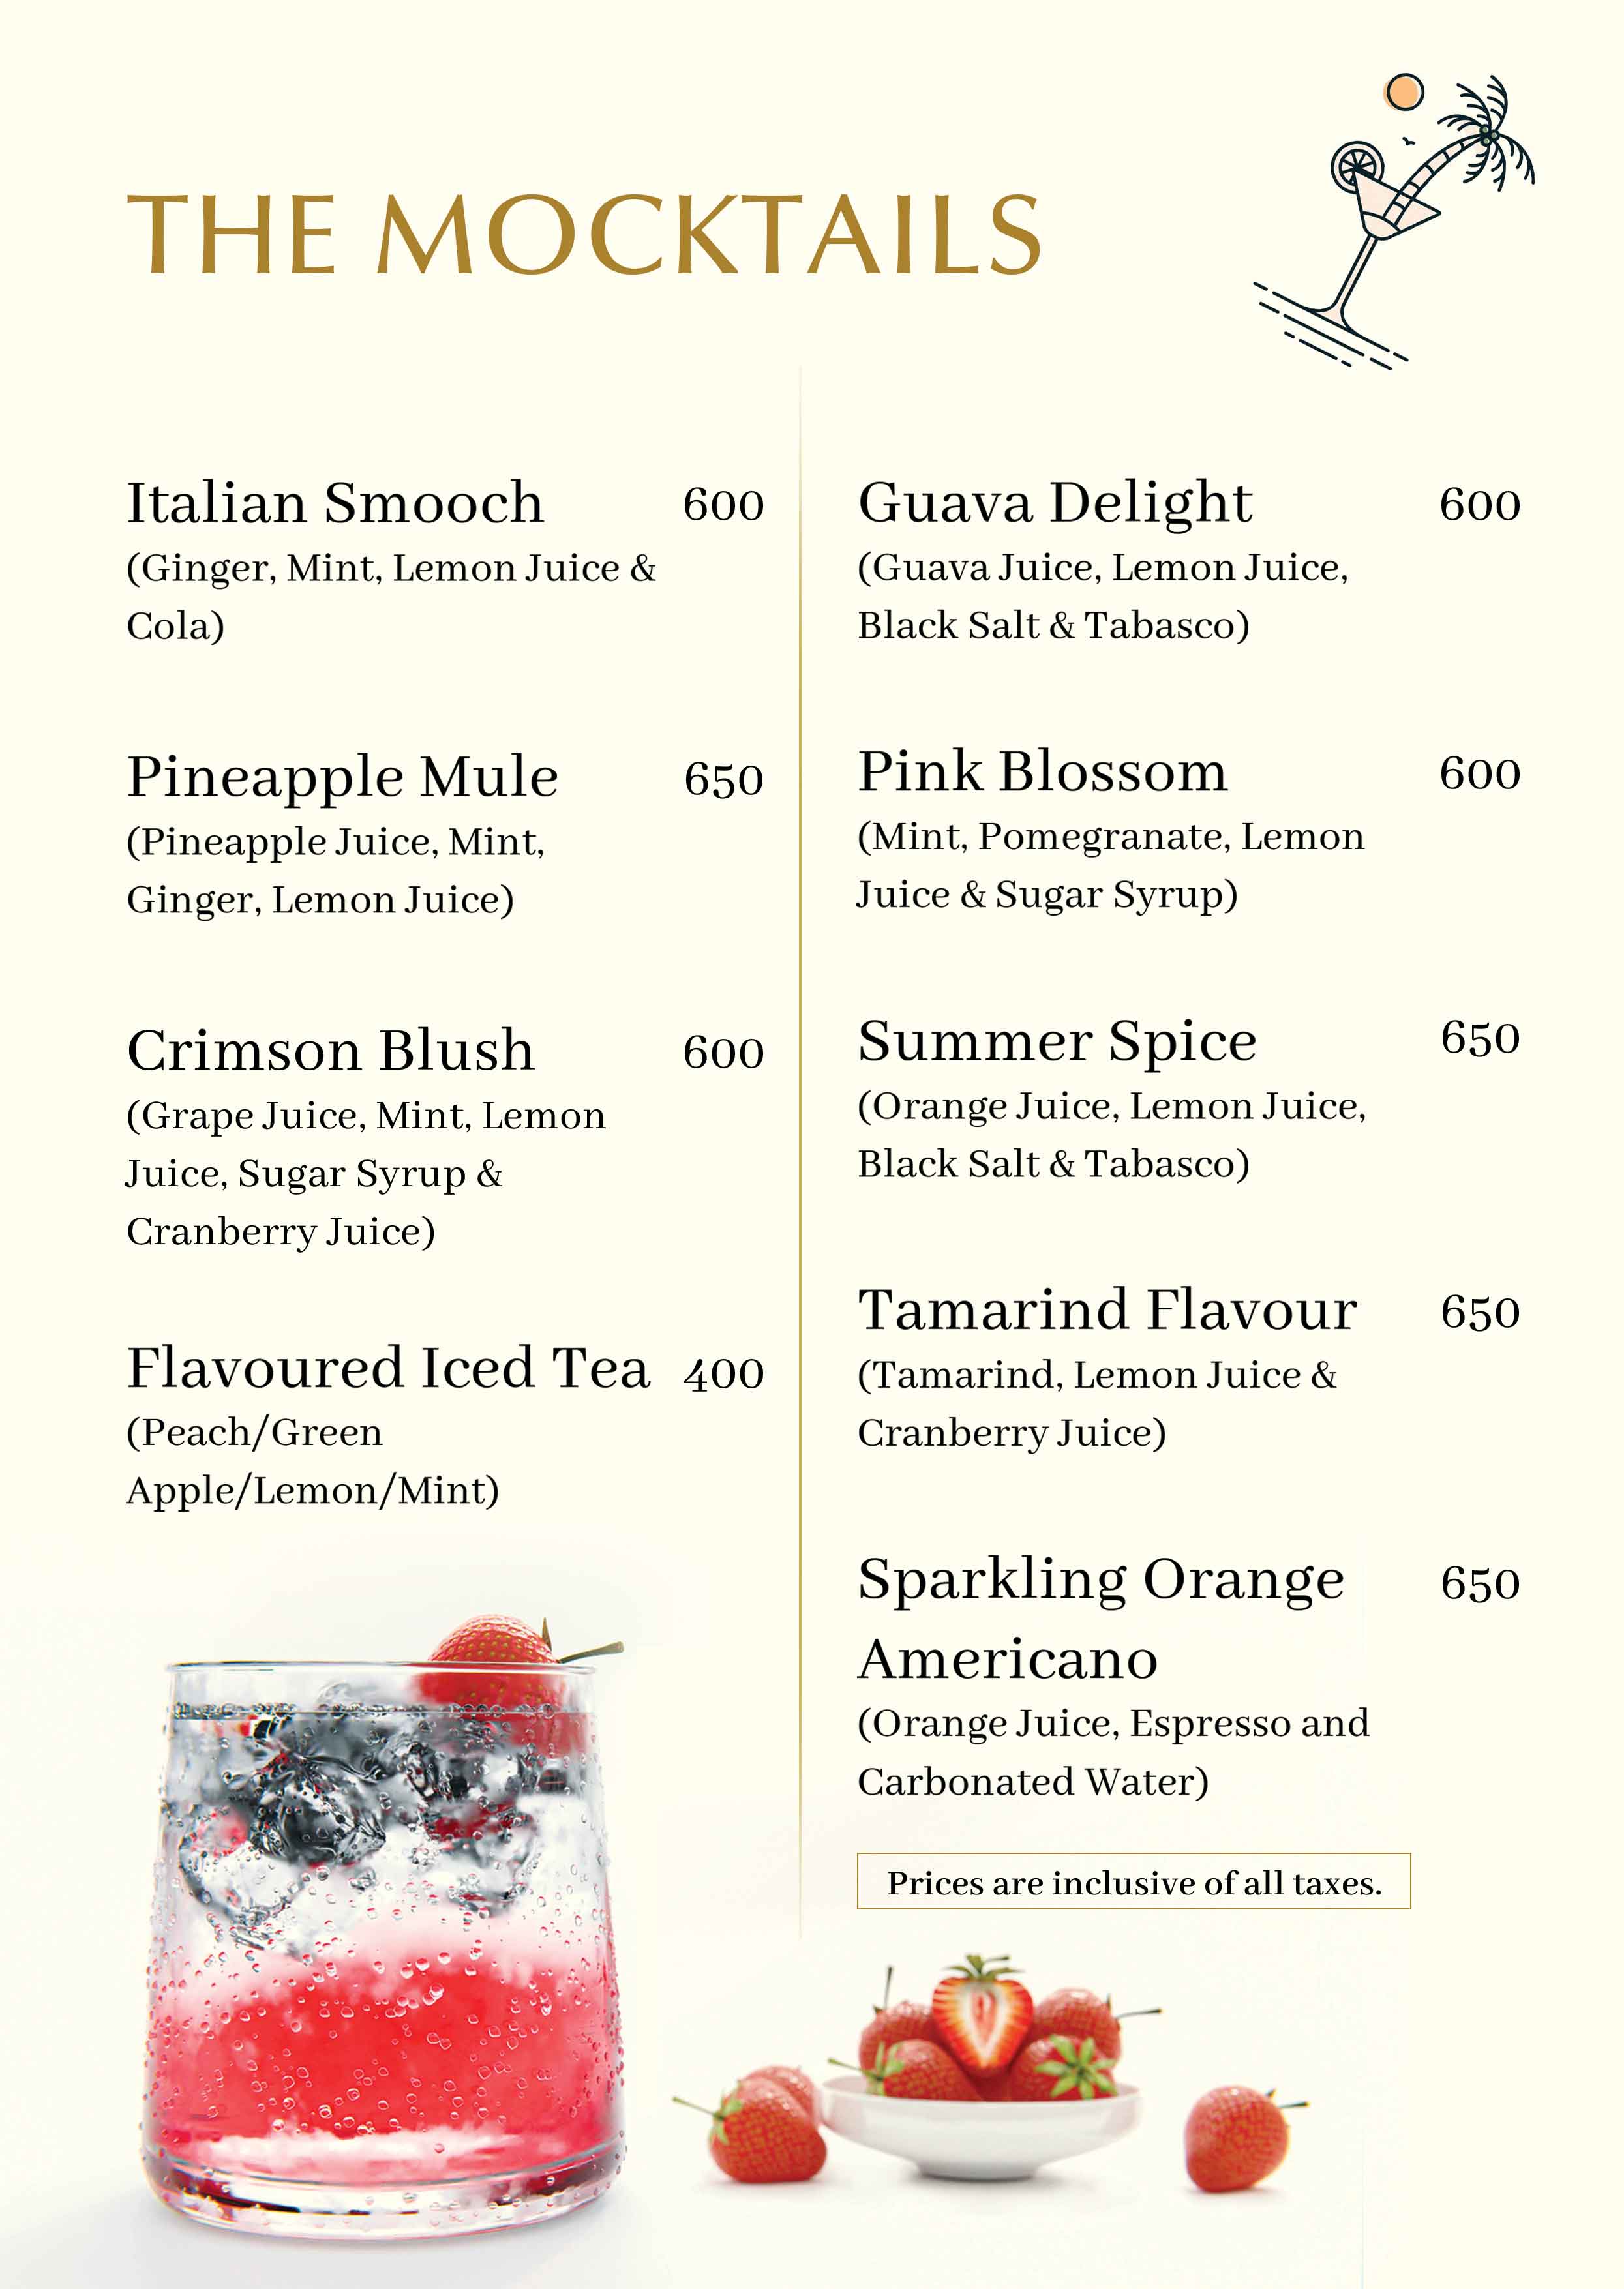 THE MOCKTAILS
Italian Smooch 600
(Ginger, Mint, Lemon Juice &
Cola)
Pineapple Mule 650
(Pineapple Juice, Mint,
Ginger, Lemon Juice)
Crimson Blush 600
(Grape Juice, Mint, Lemon
Juice, Sugar Syrup &
Cranberry Juice)
Flavoured Iced Tea 400
(Peach/Green
Apple/Lemon/Mint)
Guava Delight 600
(Guava Juice, Lemon Juice,
Black Salt & Tabasco)
Pink Blossom 600
(Mint, Pomegranate, Lemon
Juice & Sugar Syrup)
Summer Spice 650
(Orange Juice, Lemon Juice,
Black Salt & Tabasco)
Tamarind Flavour 650
(Tamarind, Lemon Juice &
Cranberry Juice)
Sparkling Orange 650
Americano
(Orange Juice, Espresso and
Carbonated Water)
Prices are inclusive of all taxes.